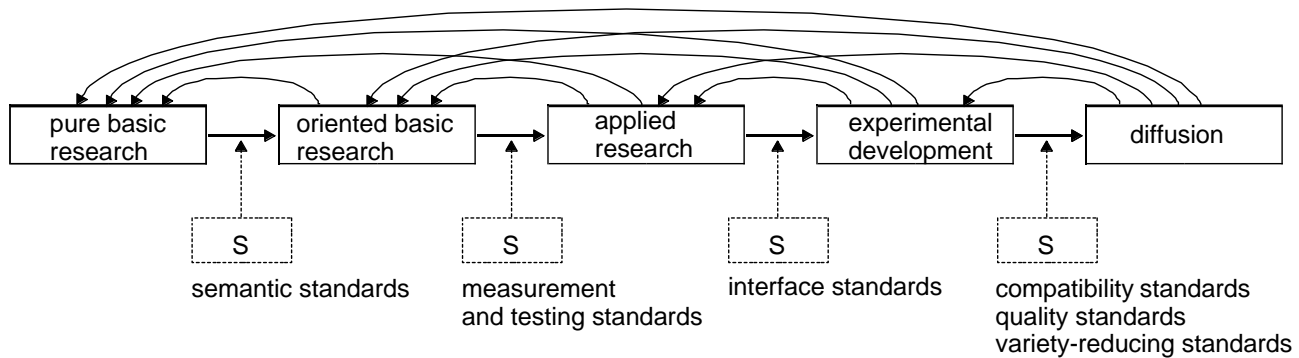 pure basic
research
oriented basic
research
applied
research
experimental
development
diffusion
S
S
S
S
semantic standards
measurement
and testing standards
interface standards
compatibility standards
quality standards
variety-reducing standards